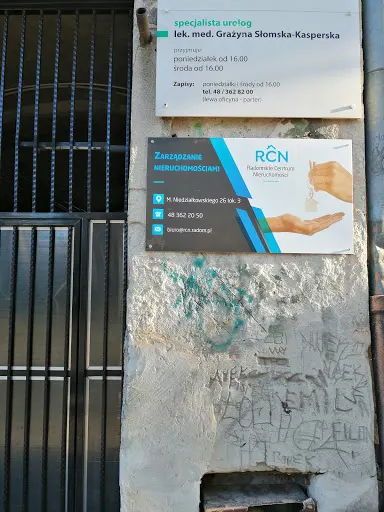 specjalista urolog
lek. med. Grażyna Słomska-Kasperska
przyjmuje:
poniedziałek od 16.00
środa od 16.00
Zapisy: poniedziałki i środy od 16.00
tel. 48 / 362 82 00
(lewa oficyna - parter)
ZARZĄDZANIE
NIERUCHOMOŚCIAMI
RCN
Radomskie Centrum
Nieruchomości
M. Niedziałkowskiego 26 lok. 3
48 362 20 50
biuro@rcn.radom.pl
EMIL
FILIP